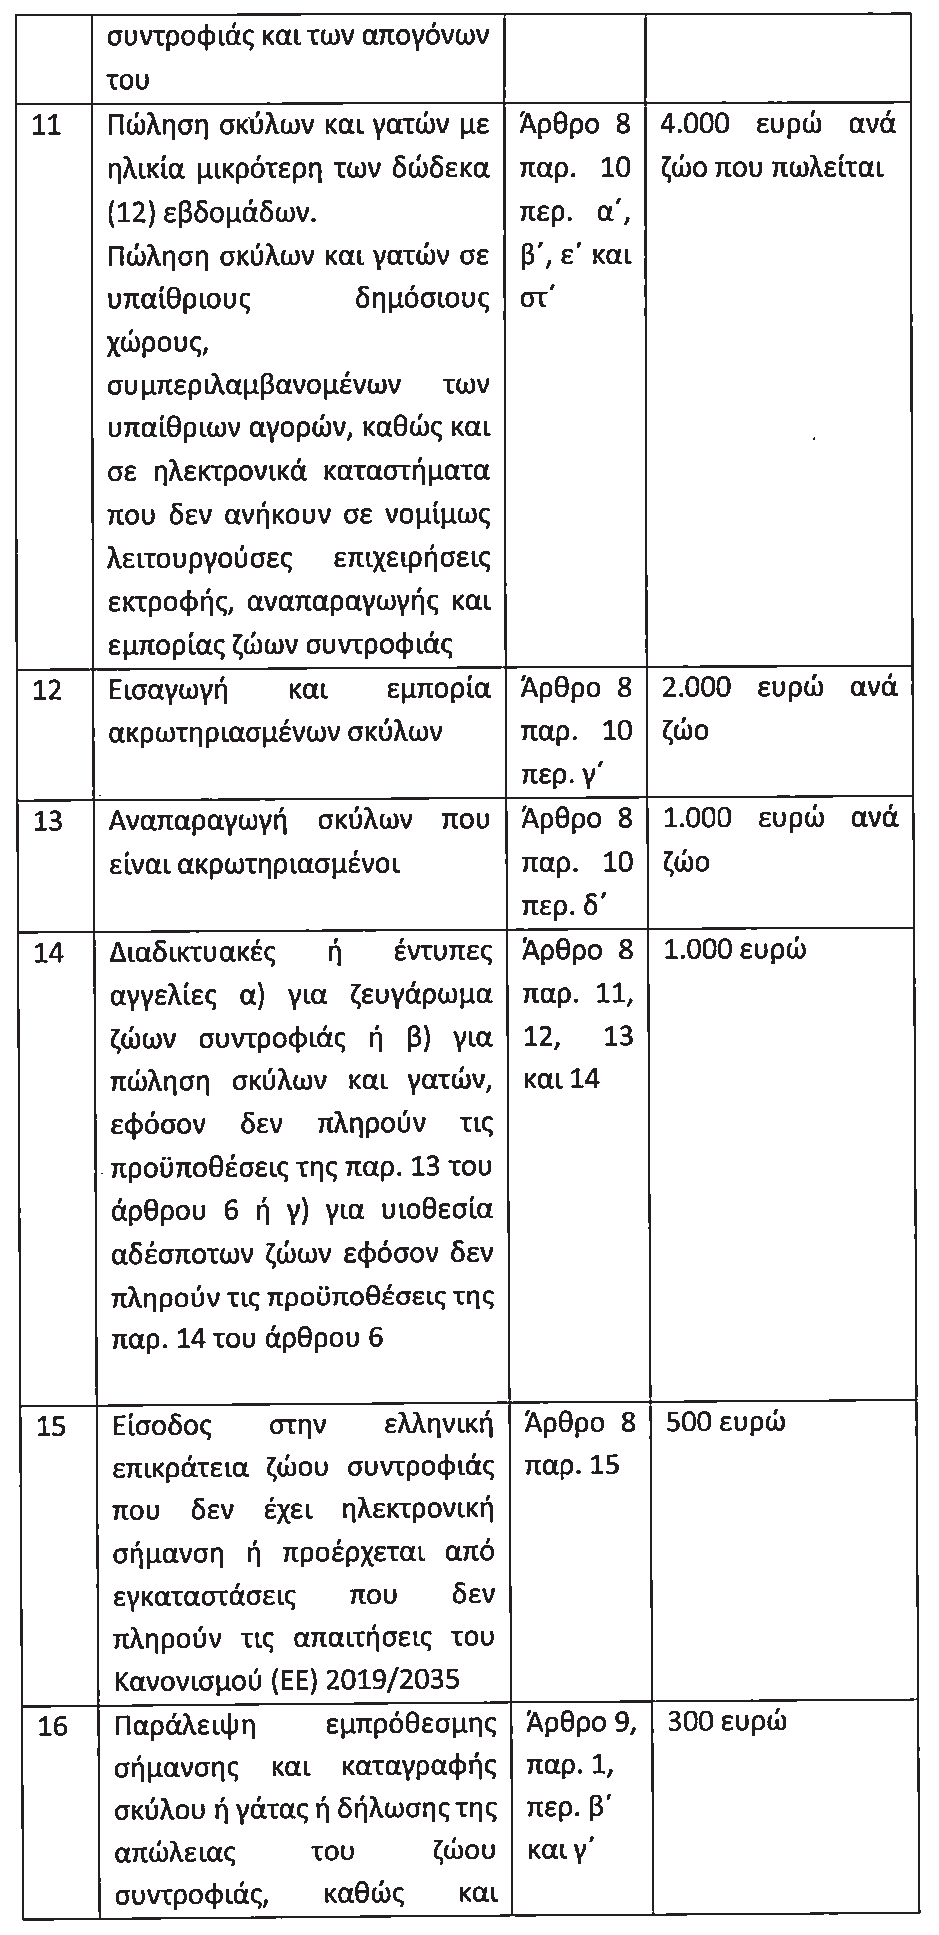 συντροφιάς και των απογόνων
του
11 Πώληση σκύλων και γατών με Άρθρο 8 4.000 ευρώ ανά
ηλικία μικρότερη των δώδεκα παρ. 10 ζώο που πωλείται
(12) εβδομάδων. περ. α΄,
Πώληση σκύλων και γατών σε β΄, ε΄ και
υπαίθριους δημόσιους στ΄
χώρους,
συμπεριλαμβανομένων των
υπαίθριων αγορών, καθώς και
σε ηλεκτρονικά καταστήματα
που δεν ανήκουν σε νομίμως
λειτουργούσες επιχειρήσεις
εκτροφής, αναπαραγωγής και
εμπορίας ζώων συντροφιάς
12 Εισαγωγή και εμπορία Άρθρο 8 2.000 ευρώ ανά
ακρωτηριασμένων σκύλων παρ. 10 ζώο
περ. γ΄
13 Αναπαραγωγή σκύλων που Άρθρο 8 1.000 ευρώ ανά
είναι ακρωτηριασμένοι παρ. 10 ζώο
περ. δ΄
14 Διαδικτυακές ή έντυπες Άρθρο 8 1.000 ευρώ
αγγελίες α) για ζευγάρωμα παρ. 11,
ζώων συντροφιάς ή β) για 12, 13
πώληση σκύλων και γατών, και 14
εφόσον δεν πληρούν τις
προϋποθέσεις της παρ. 13 του
άρθρου 6 ή γ) για υιοθεσία
αδέσποτων ζώων εφόσον δεν
πληρούν τις προϋποθέσεις της
παρ. 14 του άρθρου 6
15 Είσοδος στην ελληνική Άρθρο 8 500 ευρώ
επικράτεια ζώου συντροφιάς παρ. 15
που δεν έχει ηλεκτρονική
σήμανση ή προέρχεται από
εγκαταστάσεις που δεν
πληρούν τις απαιτήσεις του
Κανονισμού (ΕΕ) 2019/2035
16 Παράλειψη εμπρόθεσμης Άρθρο 9, 300 ευρώ
σήμανσης και καταγραφής παρ. 1,
σκύλου ή γάτας ή δήλωσης της περ. β΄
απώλειας του ζώου και γ΄
συντροφιάς, καθώς και